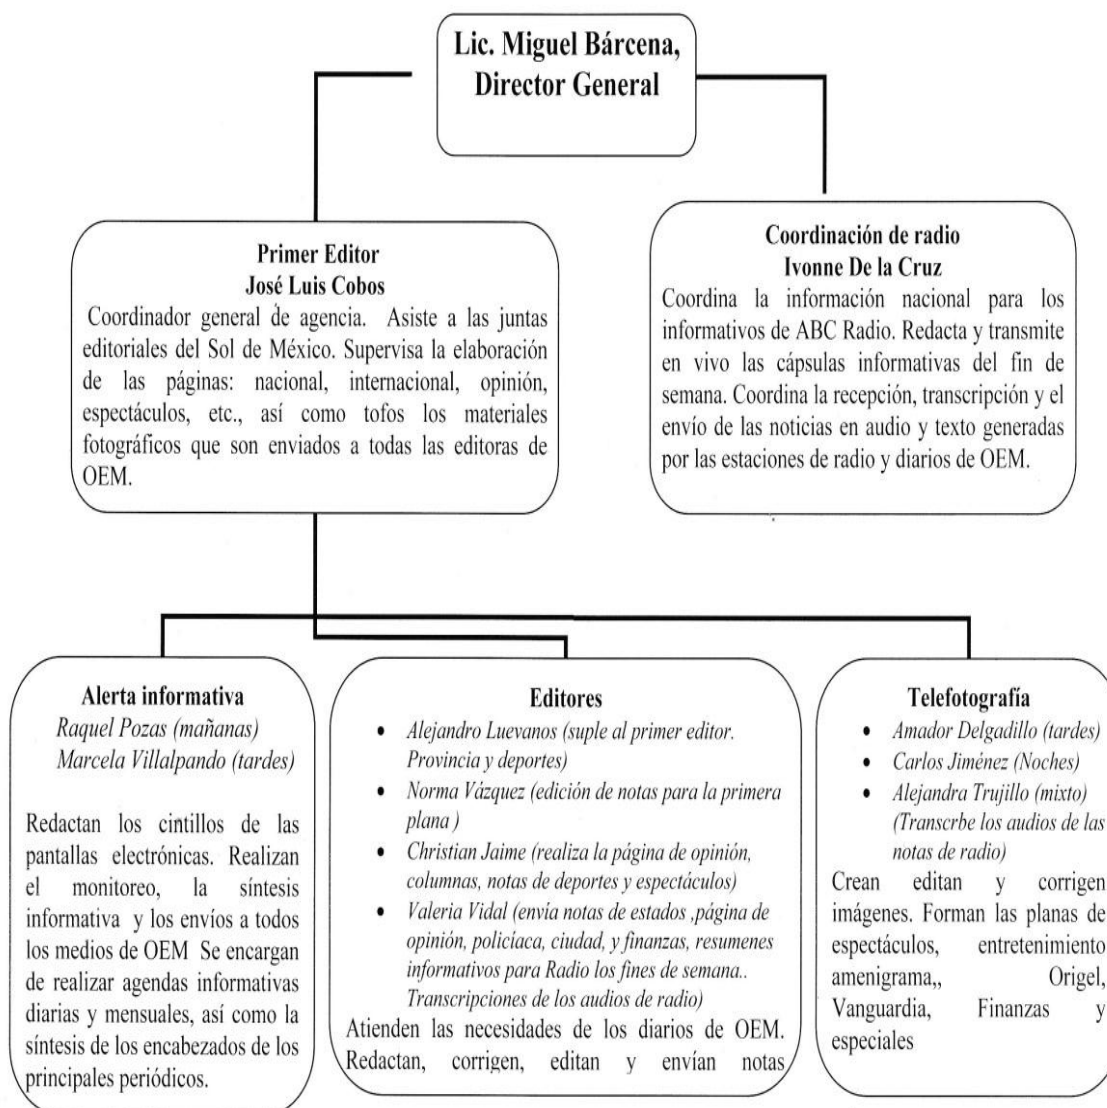 Lic. Miguel Bárcena,
Director General
Primer Editor
José Luis Cobos
Coordinador general de agencia. Asiste a las juntas
editoriales del Sol de México. Supervisa la elaboración
de las páginas: nacional, internacional, opinión,
espectáculos, etc., así como tofos los materiales
fotográficos que son enviados a todas las editoras de
OEM.
Coordinación de radio
Ivonne De la Cruz
Coordina la información nacional para los
informativos de ABC Radio. Redacta y transmite
en vivo las cápsulas informativas del fin de
semana. Coordina la recepción, transcripción y el
envío de las noticias en audio y texto generadas
por las estaciones de radio y diarios de OEM.
Alerta informativa
Raquel Pozas (mañanas)
Marcela Villalpando (tardes)
Redactan los cintillos de las
pantallas electrónicas. Realizan
el monitoreo, la síntesis
informativa y los envíos a todos
los medios de OEM Se encargan
de realizar agendas informativas
diarias y mensuales, así como la
síntesis de los encabezados de los
principales periódicos.
Editores
• Alejandro Luevanos (suple al primer editor.
Provincia y deportes)
• Norma Vázquez (edición de notas para la primera
plana )
• Christian Jaime (realiza la página de opinión,
columnas, notas de deportes y espectáculos)
• Valeria Vidal (envía notas de estados ,página de
opinión, policíaca, ciudad, y finanzas, resumenes
informativos para Radio los fines de semana..
Transcripciones de los audios de radio)
Atienden las necesidades de los diarios de OEM.
Redactan, corrigen, editan y envían notas
Telefotografía
• Amador Delgadillo (tardes)
• Carlos Jiménez (Noches)
• Alejandra Trujillo (mixto)
(Transcrbe los audios de las
notas de radio)
Crean editan y corrigen
imágenes. Forman las planas de
espectáculos, entretenimiento
amenigrama,, Origel,
Vanguardia, Finanzas y
especiales